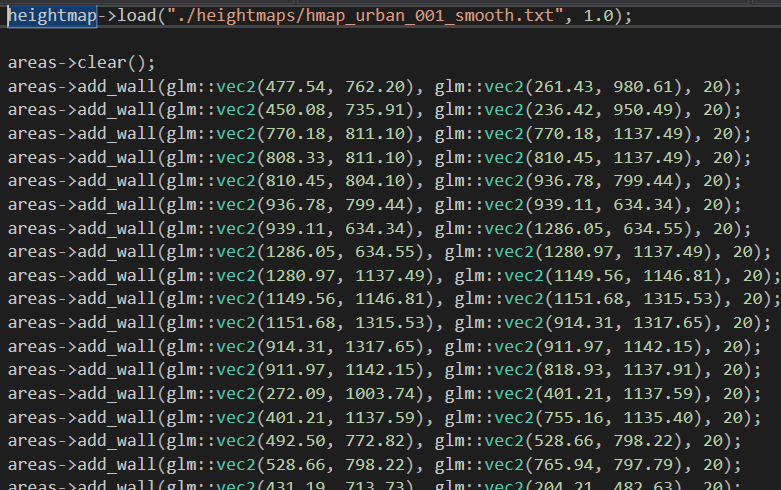 heightmap->load("./heightmaps/hmap_urban_001_smooth.txt", 1.0);
areas->clear();
areas->add_wall(glm::vec2(477.54, 762.20), glm::vec2(261.43, 980.61), 20);
areas->add_wall(glm::vec2(450.08, 735.91), glm::vec2(236.42, 950.49), 20);
areas->add_wall(glm::vec2(770.18, 811.10), glm::vec2(770.18, 1137.49), 20);
areas->add_wall(glm::vec2(808.33, 811.10), glm::vec2(810.45, 1137.49), 20);
areas->add_wall(glm::vec2(810.45, 804.10), glm::vec2(936.78, 799.44), 20);
areas->add_wall(glm::vec2(936.78, 799.44), glm::vec2(939.11, 634.34), 20);
areas->add_wall(glm::vec2(939.11, 634.34), glm::vec2(1286.05, 634.55), 20);
areas->add_wall(glm::vec2(1286.05, 634.55), glm::vec2(1280.97, 1137.49), 20);
areas->add_wall(glm::vec2(1280.97, 1137.49), glm::vec2(1149.56, 1146.81), 20);
areas->add_wall(glm::vec2(1149.56, 1146.81), glm::vec2(1151.68, 1315.53), 20);
areas->add_wall(glm::vec2(1151.68, 1315.53), glm::vec2(914.31, 1317.65), 20);
areas->add_wall(glm::vec2(914.31, 1317.65), glm::vec2(911.97, 1142.15), 20);
areas->add_wall(glm::vec2(911.97, 1142.15), glm::vec2(818.93, 1137.91), 20);
areas->add_wall(glm::vec2(272.09, 1003.74), glm::vec2(401.21, 1137.59), 20);
areas->add_wall(glm::vec2(401.21, 1137.59), glm::vec2(755.16, 1135.40), 20);
areas->add_wall(glm::vec2(492.50, 772.82), glm::vec2(528.66, 798.22), 20);
areas->add_wall(glm::vec2(528.66, 798.22), glm::vec2(765.94, 797.79), 20);
areas->add_wall(glm::vec2(431.19, 713.73), glm::vec2(204.21, 482.63), 20);